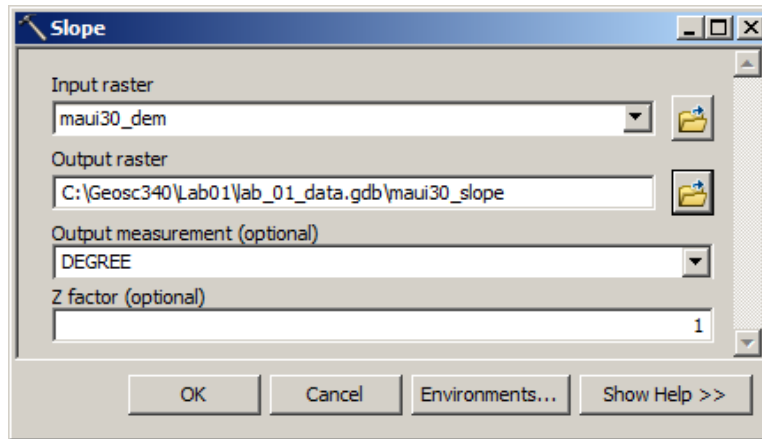 Slope
Input raster
maui30_dem
Output raster
C:\Geosc340\Lab01\lab_01_data.gdb\maui30_slope
Output measurement (optional)
DEGREE
Z factor (optional)
1
OK Cancel Environments... Show Help >>